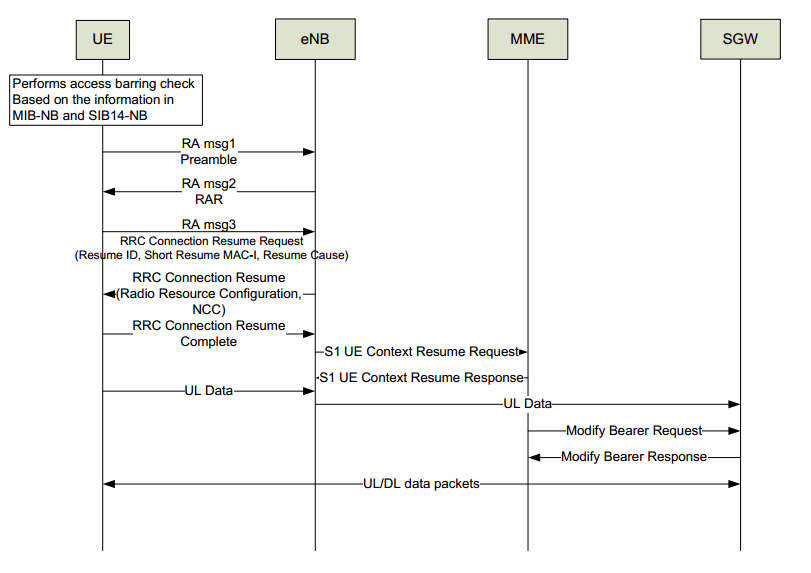 UE
eNB
MME
SGW
Performs access barring check
Based on the information in
MIB-NB and SIB14-NB
RA msg1
Preamble
RA msg2
RAR
RA msg3
RRC Connection Resume Request
(Resume ID, Short Resume MAC-I, Resume Cause)
RRC Connection Resume
(Radio Resource Configuration,
NCC)
RRC Connection Resume
Complete
S1 UE Context Resume Request
S1 UE Context Resume Response
UL Data
UL Data
Modify Bearer Request
Modify Bearer Response
UL/DL data packets